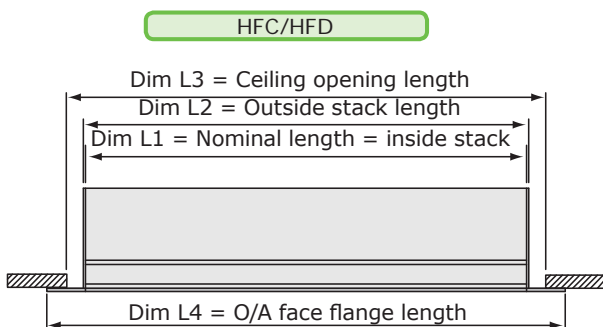 HFC/HFD
Dim L3 = Ceiling opening length
Dim L2 = Outside stack length
Dim L1 = Nominal length = inside stack
Dim L4 = O/A face flange length